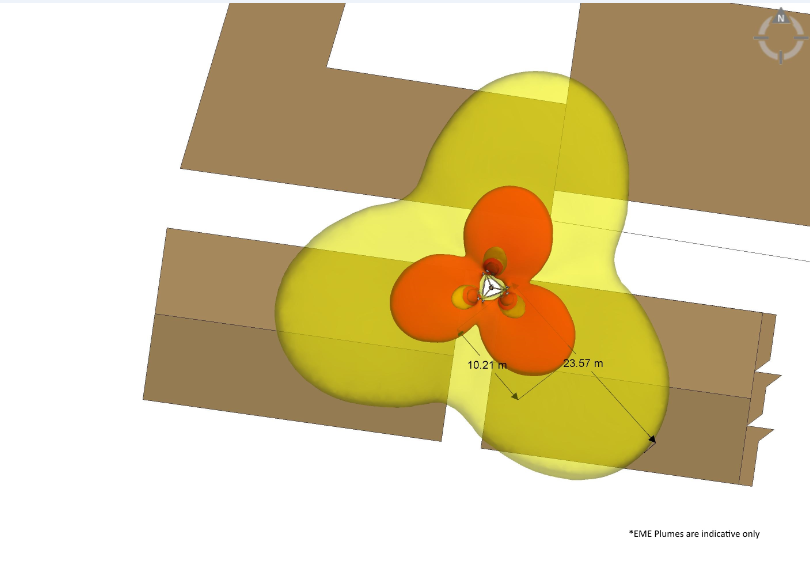 N
10.21 m
23.57 m
*EME Plumes are indicative only